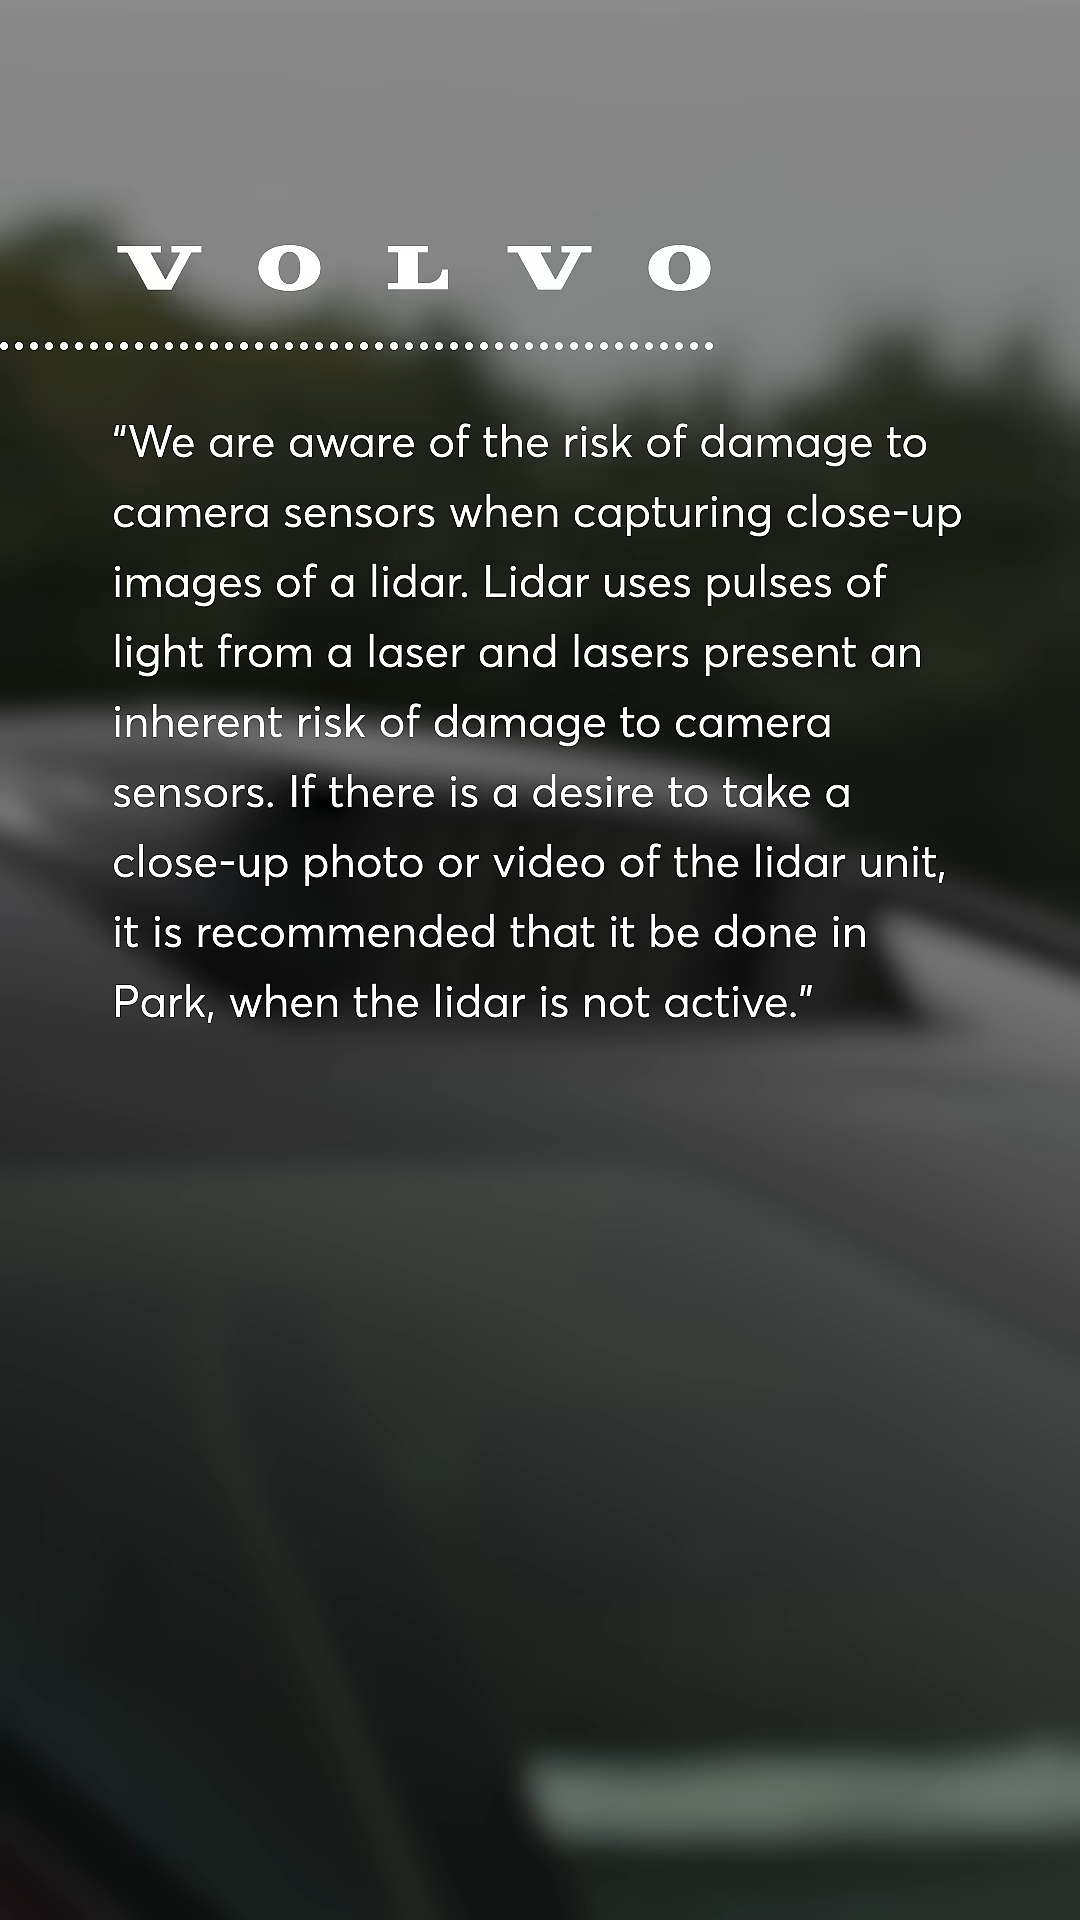 VOLVO
"We are aware of the risk of damage to
camera sensors when capturing close-up
images of a lidar. Lidar uses pulses of
light from a laser and lasers present an
inherent risk of damage to camera
sensors. If there is a desire to take a
close-up photo or video of the lidar unit,
it is recommended that it be done in
Park, when the lidar is not active."